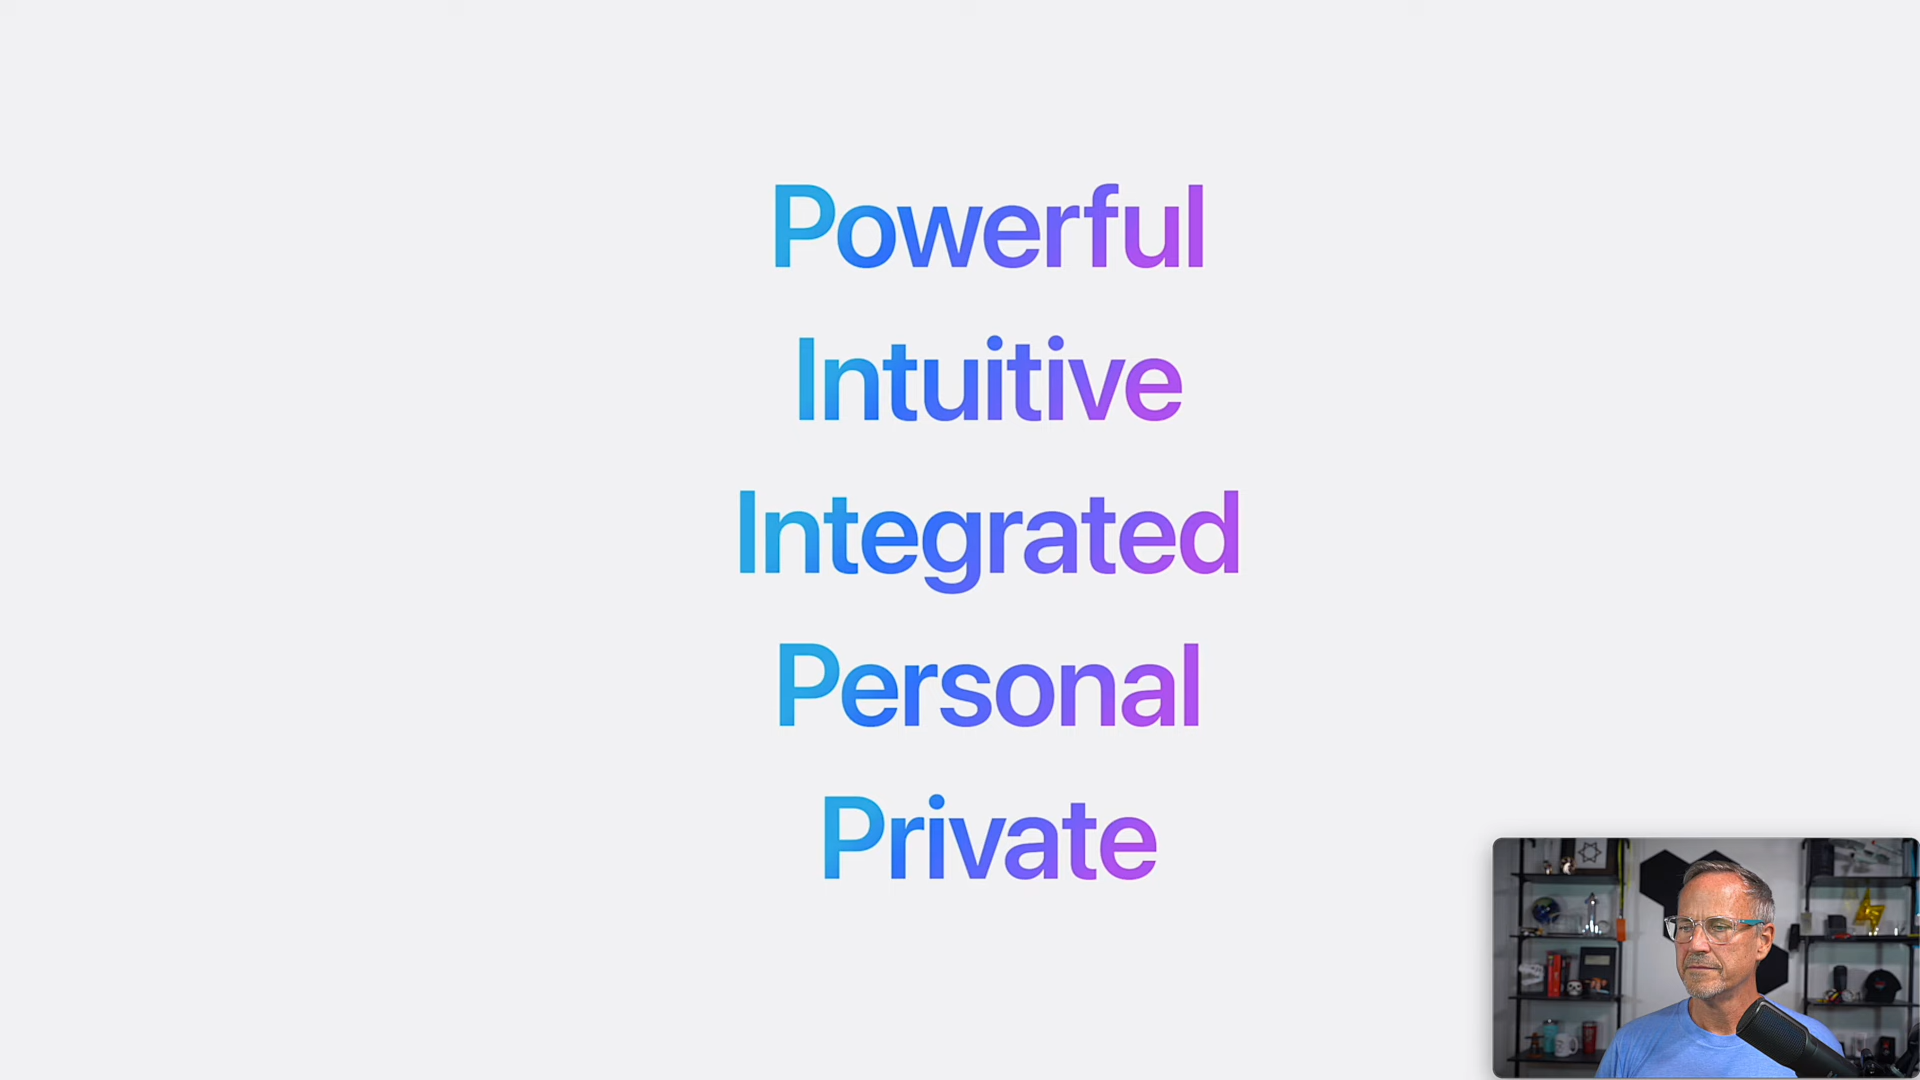 Powerful
Intuitive
Integrated
Personal
Private